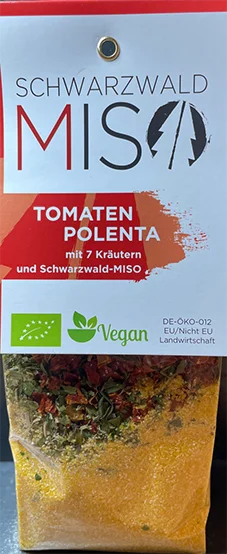 SCHWARZWALD
MISO
TOMATEN
POLENTA
mit 7 Kräutern
und Schwarzwald-MISO
Vegan
DE-ÖKO-012
EU/Nicht EU
Landwirtschaft